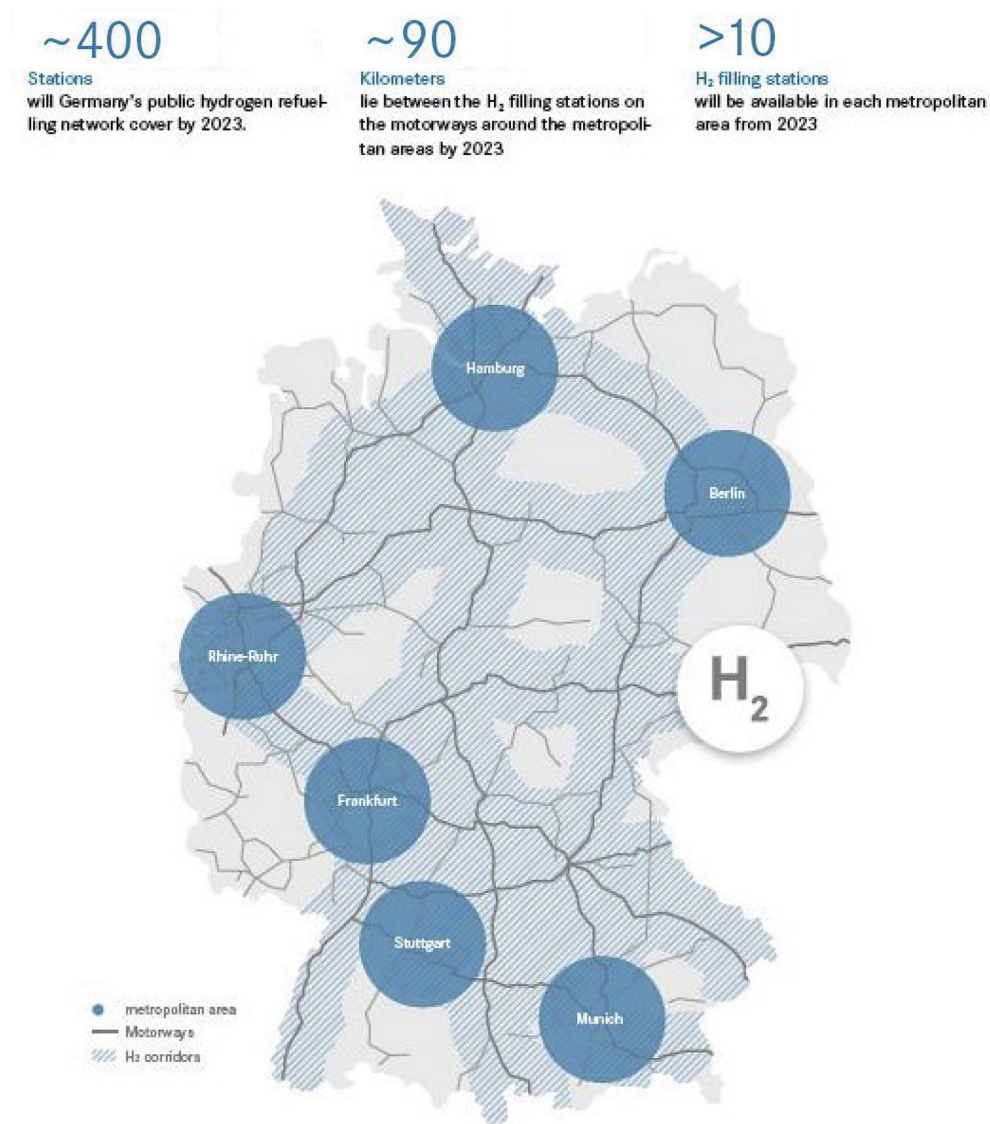 ~400
Stations
will Germany's public hydrogen refuel-
ling network cover by 2023.
~90
Kilometers
lie between the H₂ filling stations on
the motorways around the metropoli-
tan areas by 2023
>10
H₂ filling stations
will be available in each metropolitan
area from 2023
Hamburg
Berlin
Rhine-Ruhr
H₂
Frankfurt
Stuttgart
Munich
metropolitan area
Motorways
H₂ corridors